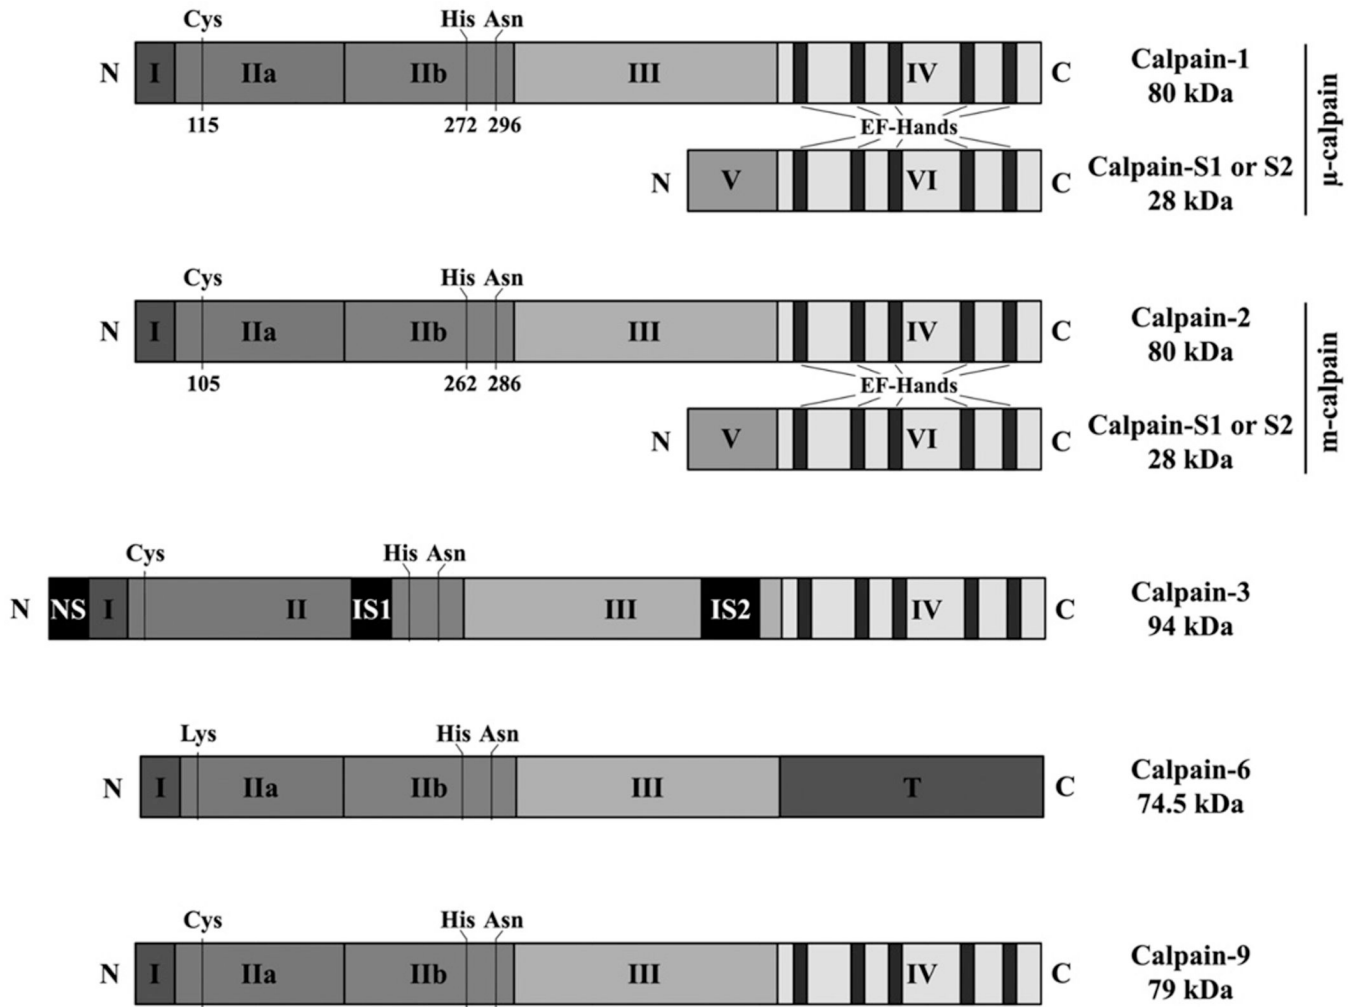 Cys His Asn
N I IIa IIb III IV C Calpain-1
80 kDa
115 272 296
EF-Hands
N V VI C Calpain-S1 or S2
28 kDa
µ-calpain
Cys His Asn
N I IIa IIb III IV C Calpain-2
80 kDa
105 262 286
EF-Hands
N V VI C Calpain-S1 or S2
28 kDa
m-calpain
Cys His Asn
N NS I II IS1 III IS2 IV C Calpain-3
94 kDa
Lys His Asn
N I IIa IIb III T C Calpain-6
74.5 kDa
Cys His Asn
N I IIa IIb III IV C Calpain-9
79 kDa